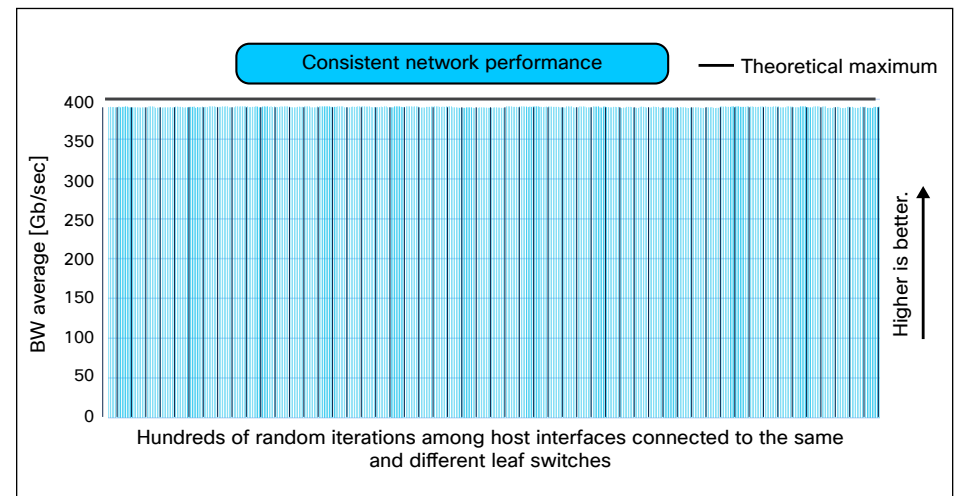 Consistent network performance
Theoretical maximum
400
350
300
250
200
150
100
50
0
BW average [Gb/sec]
Higher is better.
Hundreds of random iterations among host interfaces connected to the same
and different leaf switches